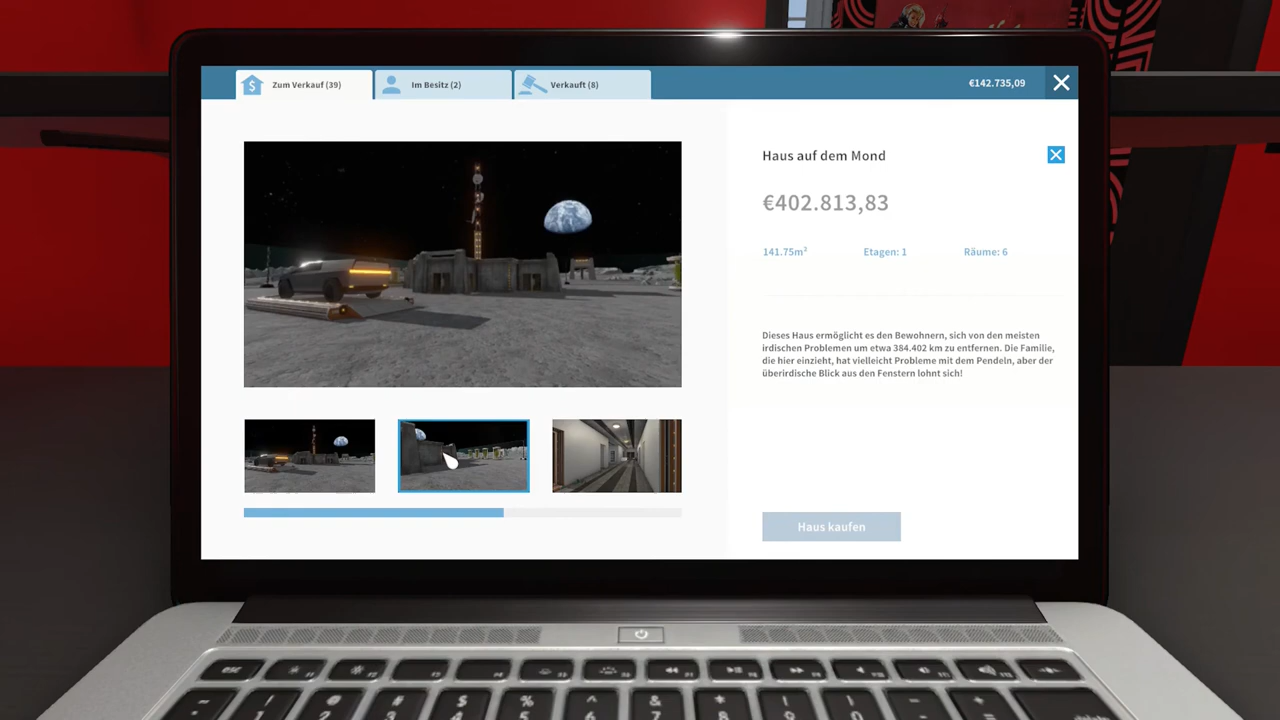 Zum Verkauf (39)
Im Besitz (2)
Verkauft (8)
€142.735,09
Haus auf dem Mond
€402.813,83
141.75m²
Etagen: 1
Räume: 6
Dieses Haus ermöglicht es den Bewohnern, sich von den meisten
irdischen Problemen um etwa 384.402 km zu entfernen. Die Familie,
die hier einzieht, hat vielleicht Probleme mit dem Pendeln, aber der
überirdische Blick aus den Fenstern lohnt sich!
Haus kaufen
esc